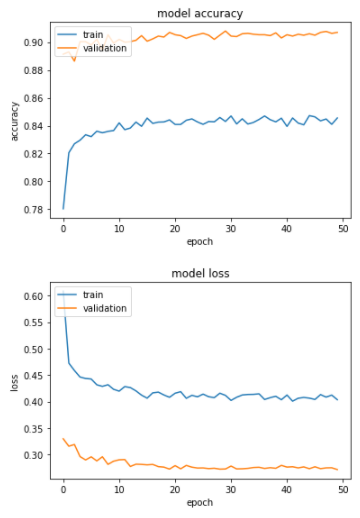 model accuracy
train
validation
0.90
0.88
0.86
0.84
0.82
0.80
0.78
accuracy
0 10 20 30 40 50
epoch
model loss
train
validation
0.60
0.55
0.50
0.45
0.40
0.35
0.30
loss
0 10 20 30 40 50
epoch